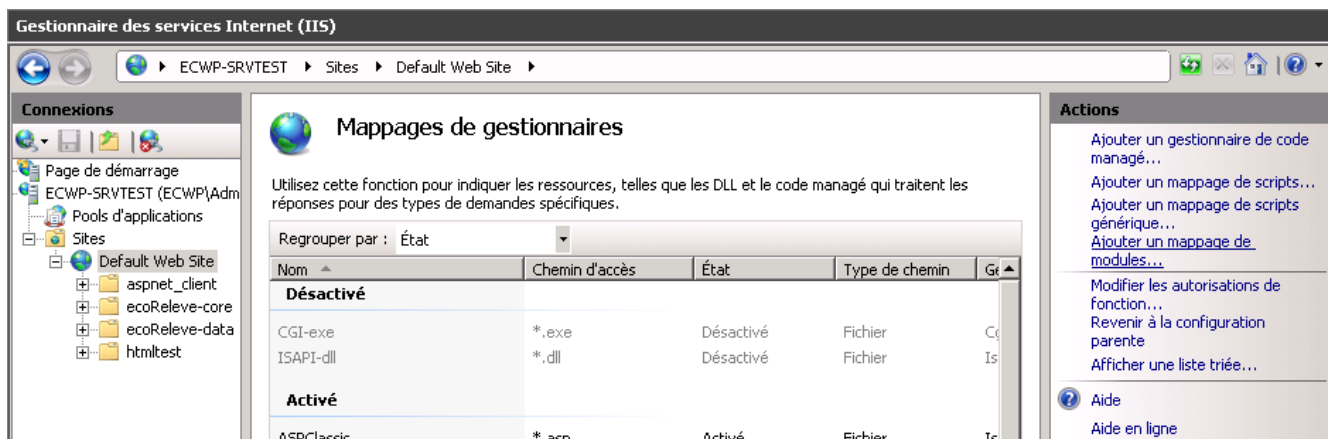 Gestionnaire des services Internet (IIS)
ECWP-SRVTEST ▸ Sites ▸ Default Web Site ▸
Connexions
Page de démarrage
ECWP-SRVTEST (ECWP\Adm
Pools d'applications
Sites
Default Web Site
aspnet_client
ecoReleve-core
ecoReleve-data
htmltest
Mappages de gestionnaires
Utilisez cette fonction pour indiquer les ressources, telles que les DLL et le code managé qui traitent les
réponses pour des types de demandes spécifiques.
Regrouper par : État
Nom Chemin d'accès État Type de chemin Ge
Désactivé
CGI-exe *.exe Désactivé Fichier Cg
ISAPI-dll *.dll Désactivé Fichier Is
Activé
ASPClassic *.asp Activé Fichier Is
Actions
Ajouter un gestionnaire de code
managé...
Ajouter un mappage de scripts...
Ajouter un mappage de scripts
générique...
Ajouter un mappage de
modules...
Modifier les autorisations de
fonction...
Revenir à la configuration
parente
Afficher une liste triée...
Aide
Aide en ligne